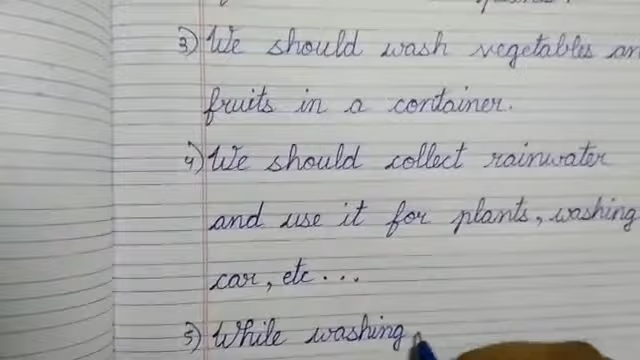 3) We should wash vegetables an
fruits in a container.
4) We should collect rainwater
and use it for plants, washing
car, etc...
5) While washing